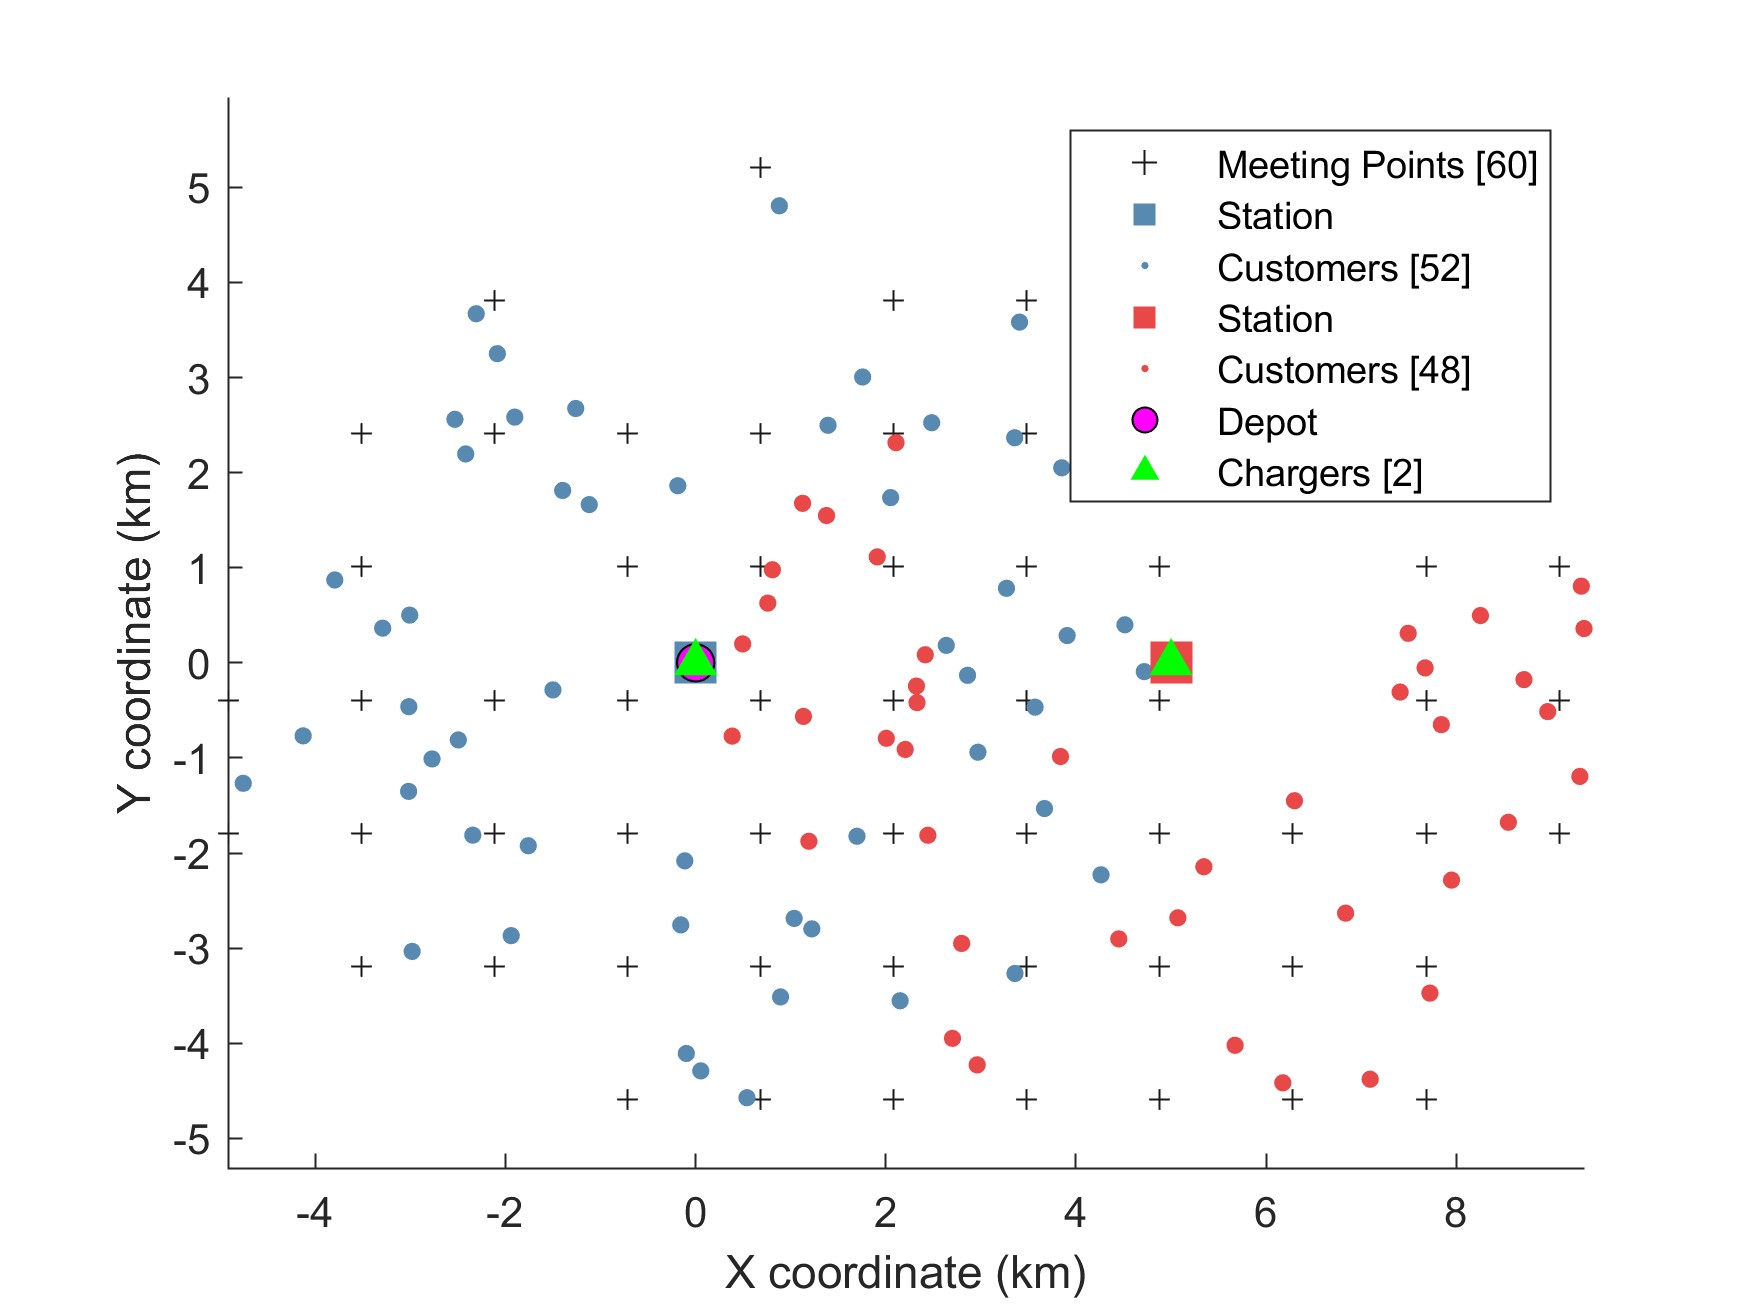 Meeting Points [60]
Station
Customers [52]
Station
Customers [48]
Depot
Chargers [2]
5
4
3
2
1
0
-1
-2
-3
-4
-5
Y coordinate (km)
-4 -2 0 2 4 6 8
X coordinate (km)